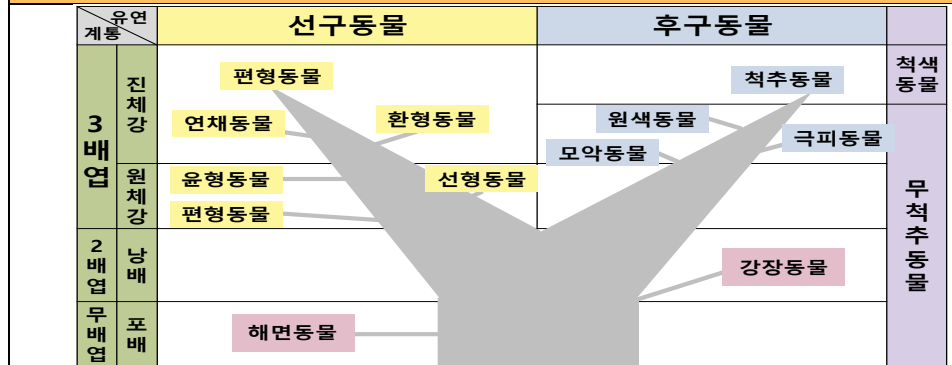 유연
계통
선구동물
후구동물
3
배
엽
진
체
강
편형동물
연채동물
환형동물
척추동물
원색동물
모악동물
극피동물
척색
동물
원
체
강
윤형동물
선형동물
편형동물
무
척
추
동
물
2
배
엽
낭
배
강장동물
무
배
엽
포
배
해면동물